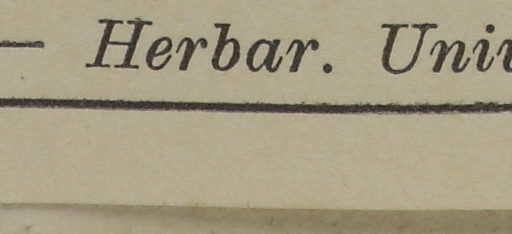 — Herbar. Univ